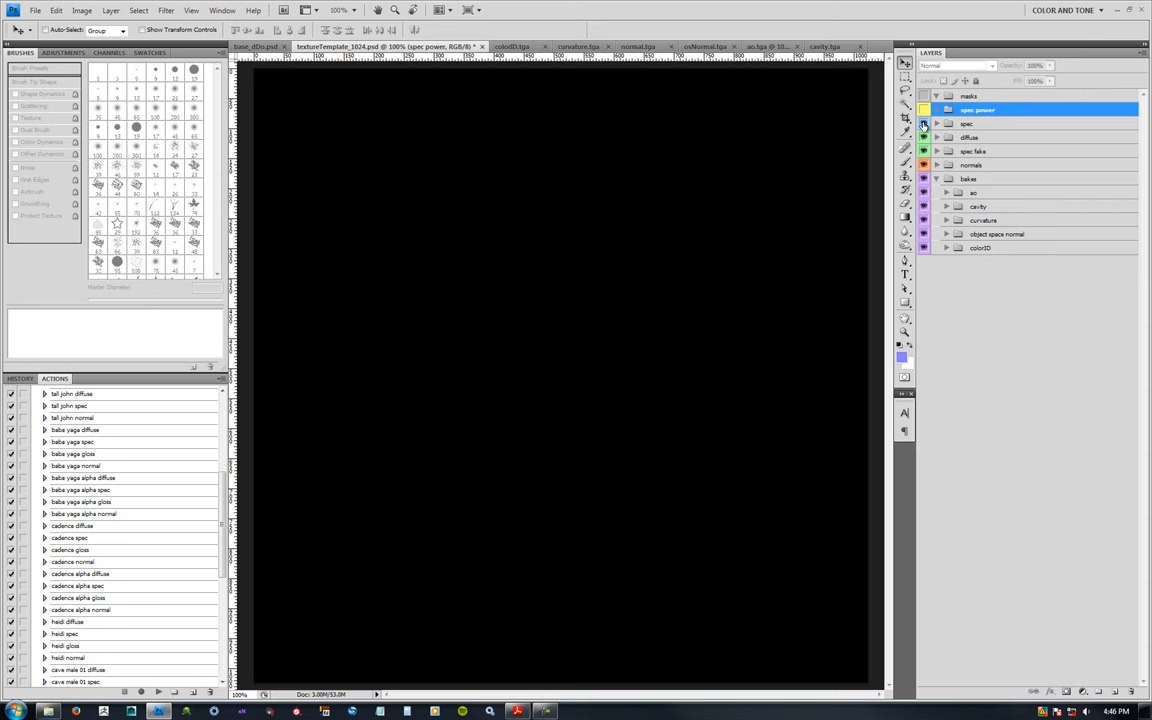 File Edit Image Layer Select Filter View Window Help
100%
COLOR AND TONE
Auto-Select: Group
Show Transform Controls
BRUSHES ADJUSTMENTS CHANNELS SWATCHES
base_dDo.psd × textureTemplate_1024.psd @ 100% (spec power, RGB/8) * × colorID.tga × curvature.tga × normal.tga × osNormal.tga × ao.tga @ 10... × cavity.tga ×
Brush Presets
Brush Tip Shape
Shape Dynamics
Scattering
Texture
Dual Brush
Color Dynamics
Other Dynamics
Noise
Wet Edges
Airbrush
Smoothing
Protect Texture
Master Diameter
HISTORY ACTIONS
tall john diffuse
tall john spec
tall john normal
baba yaga diffuse
baba yaga spec
baba yaga gloss
baba yaga normal
baba yaga alpha diffuse
baba yaga alpha spec
baba yaga alpha gloss
baba yaga alpha normal
cadence diffuse
cadence spec
cadence gloss
cadence normal
cadence alpha diffuse
cadence alpha spec
cadence alpha gloss
cadence alpha normal
heidi diffuse
heidi spec
heidi gloss
heidi normal
cave male 01 diffuse
cave male 01 spec
100%
Doc: 3.00M/53.0M
LAYERS
Normal
Opacity: 100%
Lock:
Fill: 100%
masks
spec power
spec
diffuse
spec fake
normals
bakes
ao
cavity
curvature
object space normal
colorID
4:46 PM